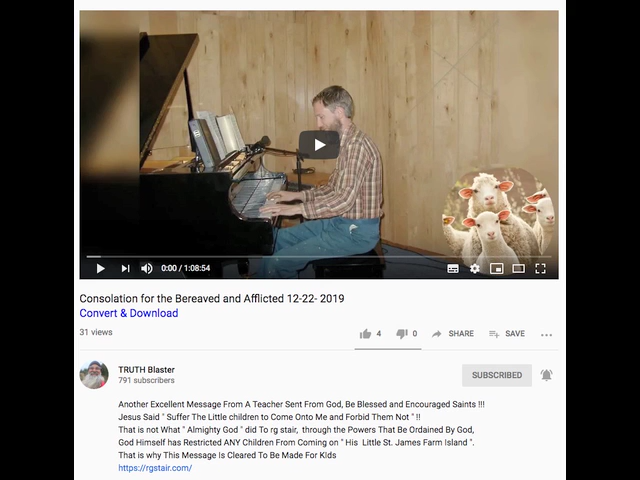 0:00 / 1:08:54
Consolation for the Bereaved and Afflicted 12-22- 2019
Convert & Download
31 views
4
0
SHARE
SAVE
TRUTH Blaster
791 subscribers
SUBSCRIBED
Another Excellent Message From A Teacher Sent From God, Be Blessed and Encouraged Saints !!!
Jesus Said " Suffer The Little children to Come Onto Me and Forbid Them Not " !!
That is not What " Almighty God " did To rg stair,  through the Powers That Be Ordained By God,
God Himself has Restricted ANY Children From Coming on " His  Little St. James Farm Island ".
That is why This Message Is Cleared To Be Made For KIds
https://rgstair.com/